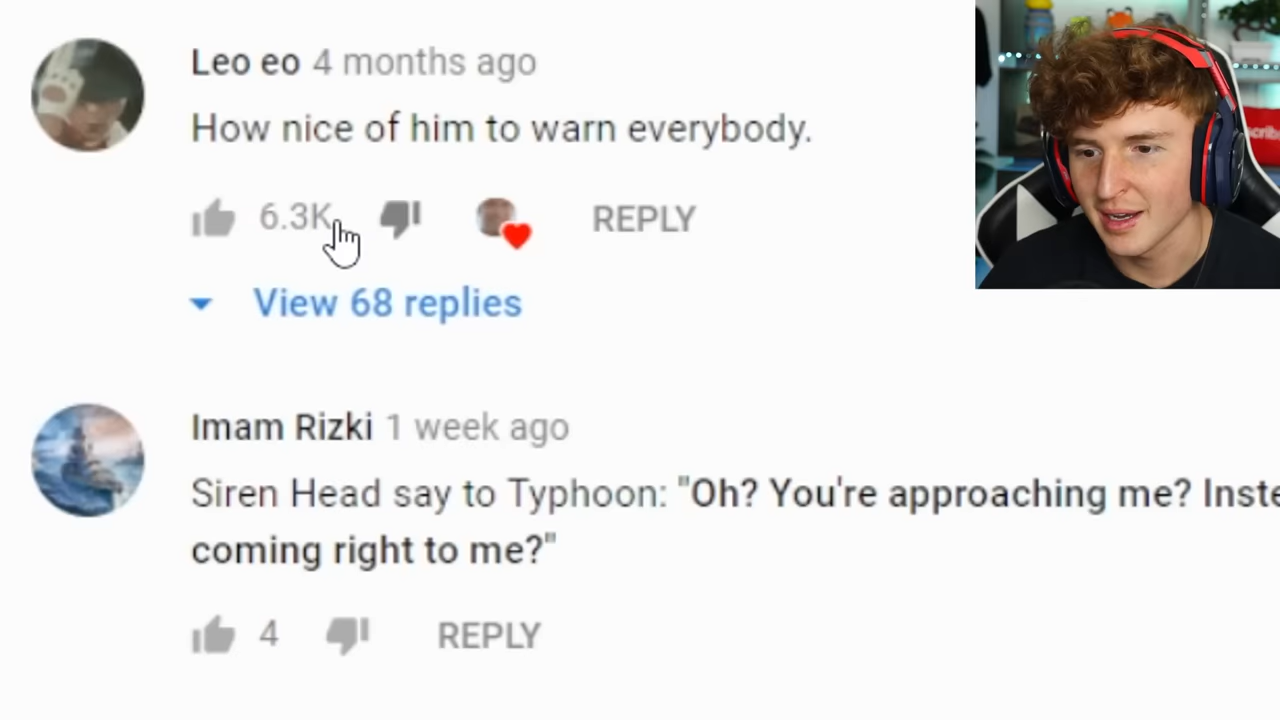 Leo eo 4 months ago
How nice of him to warn everybody.
6.3K REPLY
View 68 replies
Imam Rizki 1 week ago
Siren Head say to Typhoon: "Oh? You're approaching me? Inste
coming right to me?"
4 REPLY